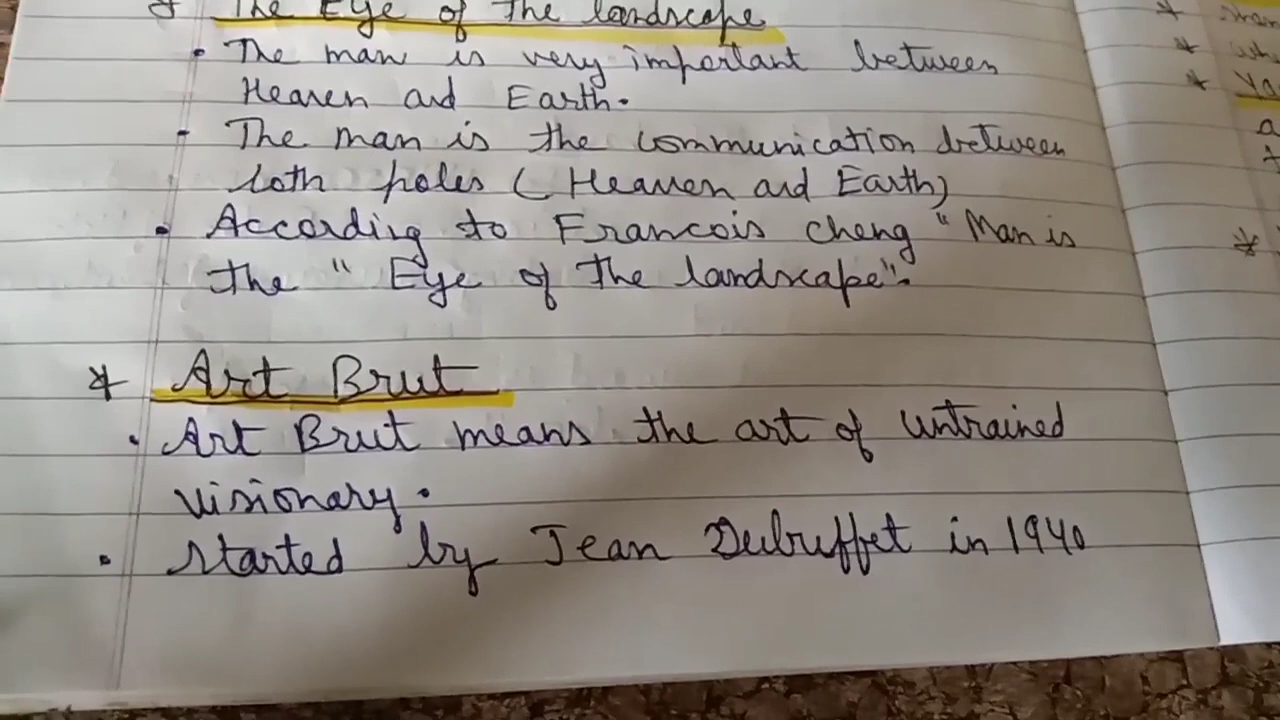 * The Eye of the landscape
• The man is very important between
Heaven and Earth.
- The man is the communication between
both poles (Heaven and Earth)
• According to Francois cheng "Man is
the " Eye of the landscape".
* Art Brut
• Art Brut means the art of untrained
visionary.
• started by Jean Dubuffet in 1940